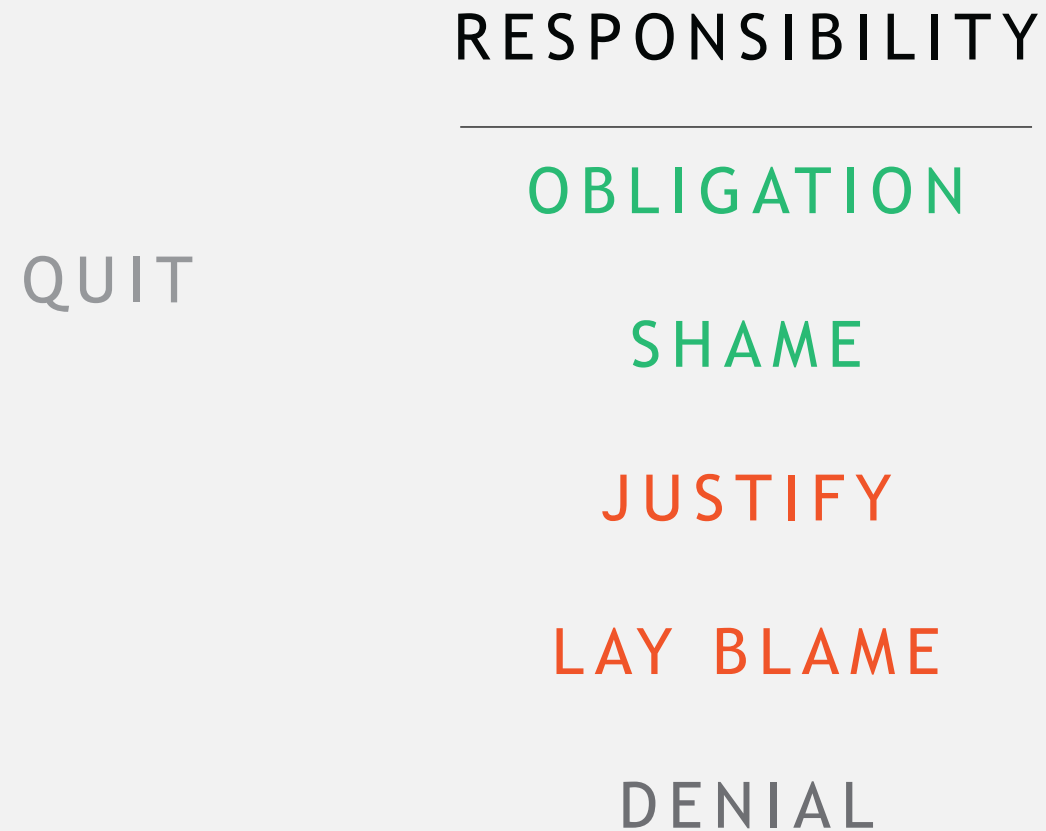 RESPONSIBILITY
OBLIGATION
QUIT
SHAME
JUSTIFY
LAY BLAME
DENIAL